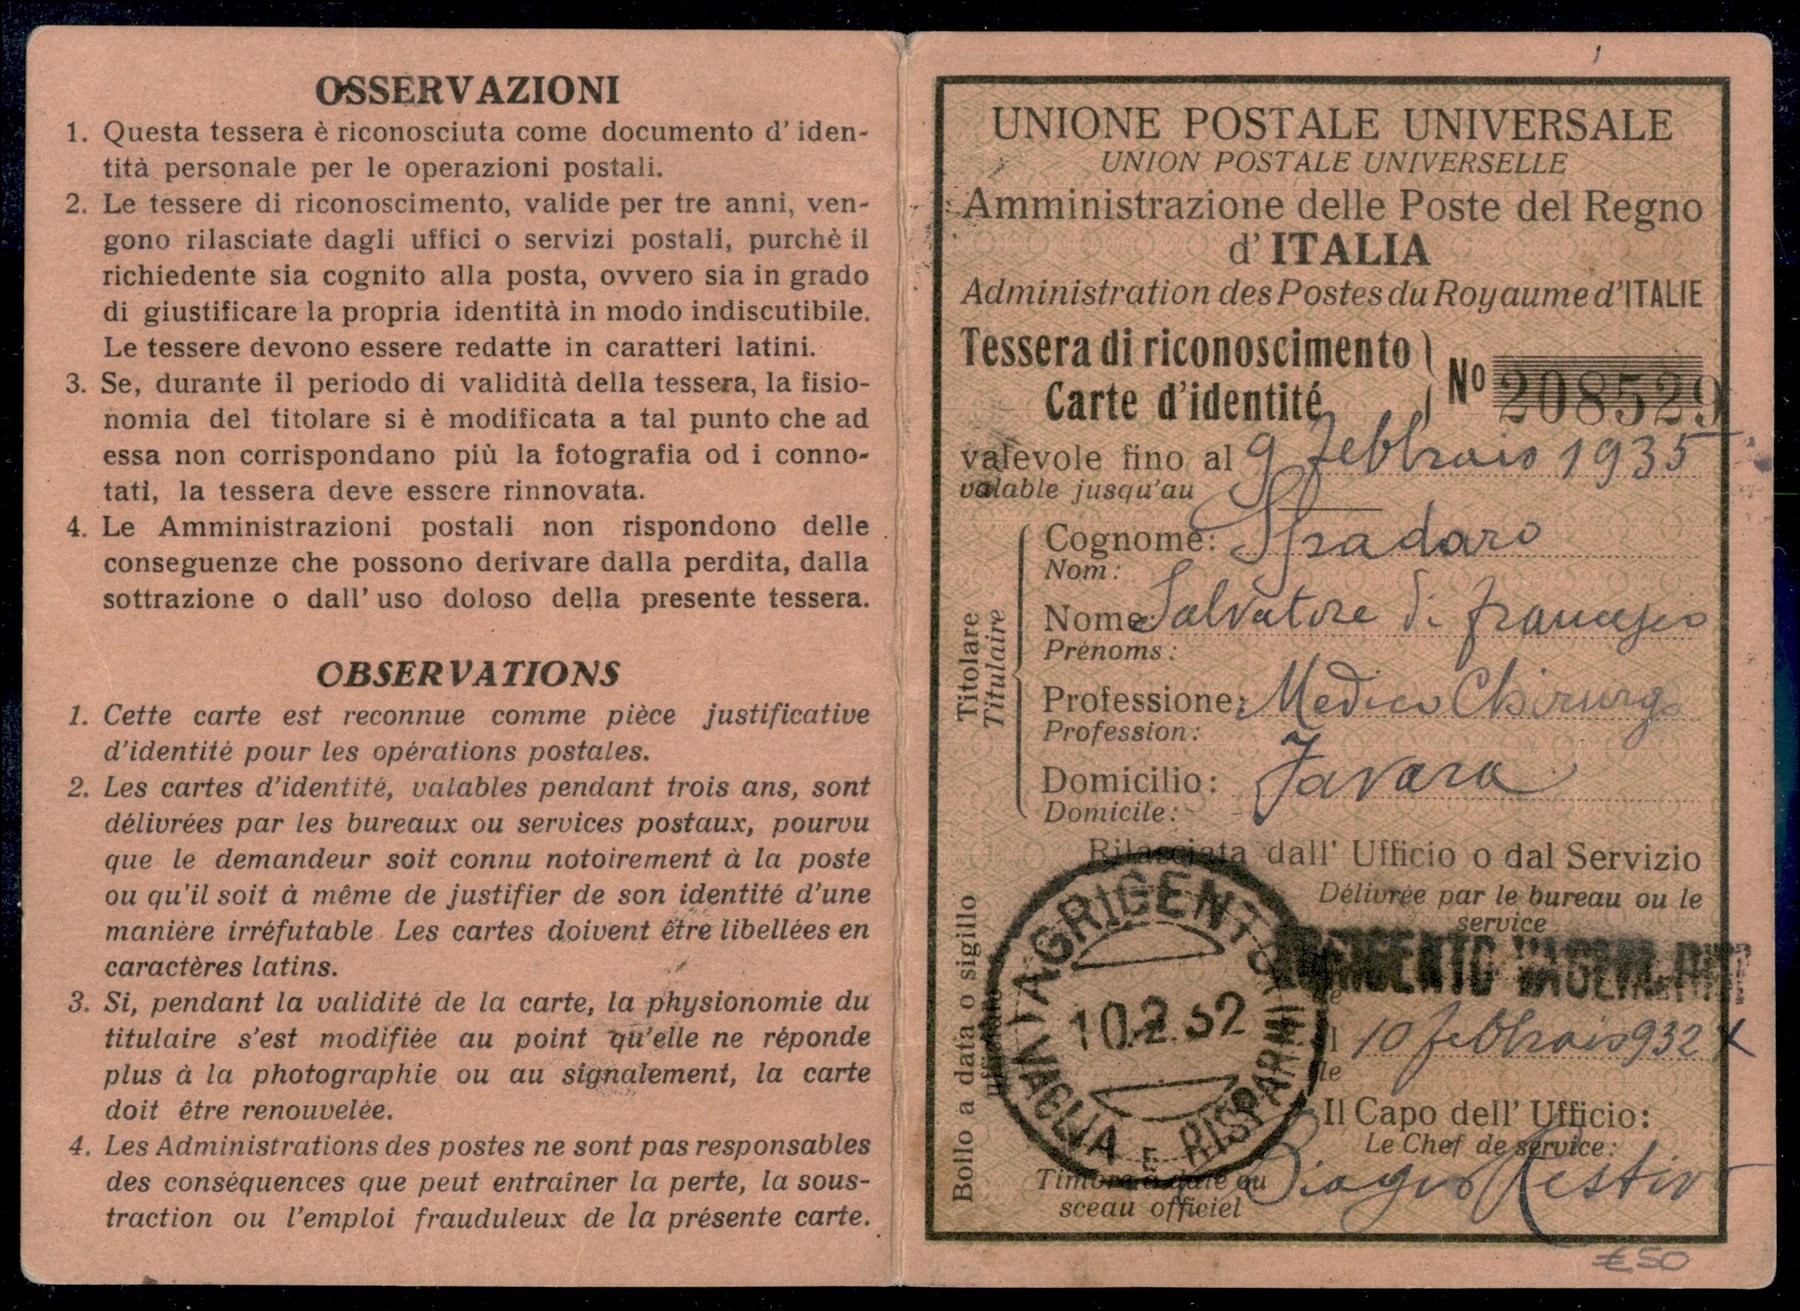 OSSERVAZIONI
1. Questa tessera è riconosciuta come documento d' iden-
tità personale per le operazioni postali.
2. Le tessere di riconoscimento, valide per tre anni, ven-
gono rilasciate dagli uffici o servizi postali, purchè il
richiedente sia cognito alla posta, ovvero sia in grado
di giustificare la propria identità in modo indiscutibile.
Le tessere devono essere redatte in caratteri latini.
3. Se, durante il periodo di validità della tessera, la fisio-
nomia del titolare si è modificata a tal punto che ad
essa non corrispondano più la fotografia od i conno-
tati, la tessera deve essere rinnovata.
4. Le Amministrazioni postali non rispondono delle
conseguenze che possono derivare dalla perdita, dalla
sottrazione o dall' uso doloso della presente tessera.
OBSERVATIONS
1. Cette carte est reconnue comme pièce justificative
d'identité pour les opérations postales.
2. Les cartes d'identité, valables pendant trois ans, sont
délivrées par les bureaux ou services postaux, pourvu
que le demandeur soit connu notoirement à la poste
ou qu'il soit à même de justifier de son identité d'une
manière irréfutable Les cartes doivent être libellées en
caractères latins.
3. Si, pendant la validité de la carte, la physionomie du
titulaire s'est modifiée au point qu'elle ne réponde
plus à la photographie ou au signalement, la carte
doit être renouvelée.
4. Les Administrations des postes ne sont pas responsables
des conséquences que peut entraîner la perte, la sous-
traction ou l'emploi frauduleux de la présente carte.
UNIONE POSTALE UNIVERSALE
UNION POSTALE UNIVERSELLE
Amministrazione delle Poste del Regno
d' ITALIA
Administration des Postes du Royaume d'ITALIE
Tessera di riconoscimento
Carte d'identité
No 208529
valevole fino al 9 febbraio 1935
valable jusqu'au
Titolare
Titulaire
Cognome: Spadaro
Nom:
Nome: Salvatore di Francesco
Prénoms:
Professione: Medico Chirurgo
Profession:
Domicilio: Favara
Domicile:
Rilasciata dall' Ufficio o dal Servizio
Délivrée par le bureau ou le
service
AGRIGENTO
il 10 febbraio 932
le
Il Capo dell' Ufficio:
Le Chef de service:
Biagio Restivo
Bollo a data o sigillo
ufficiale
Timbre à date ou
sceau officiel
AGRIGENTO
10.2.32
VAGLIA E RISPARMI
€50